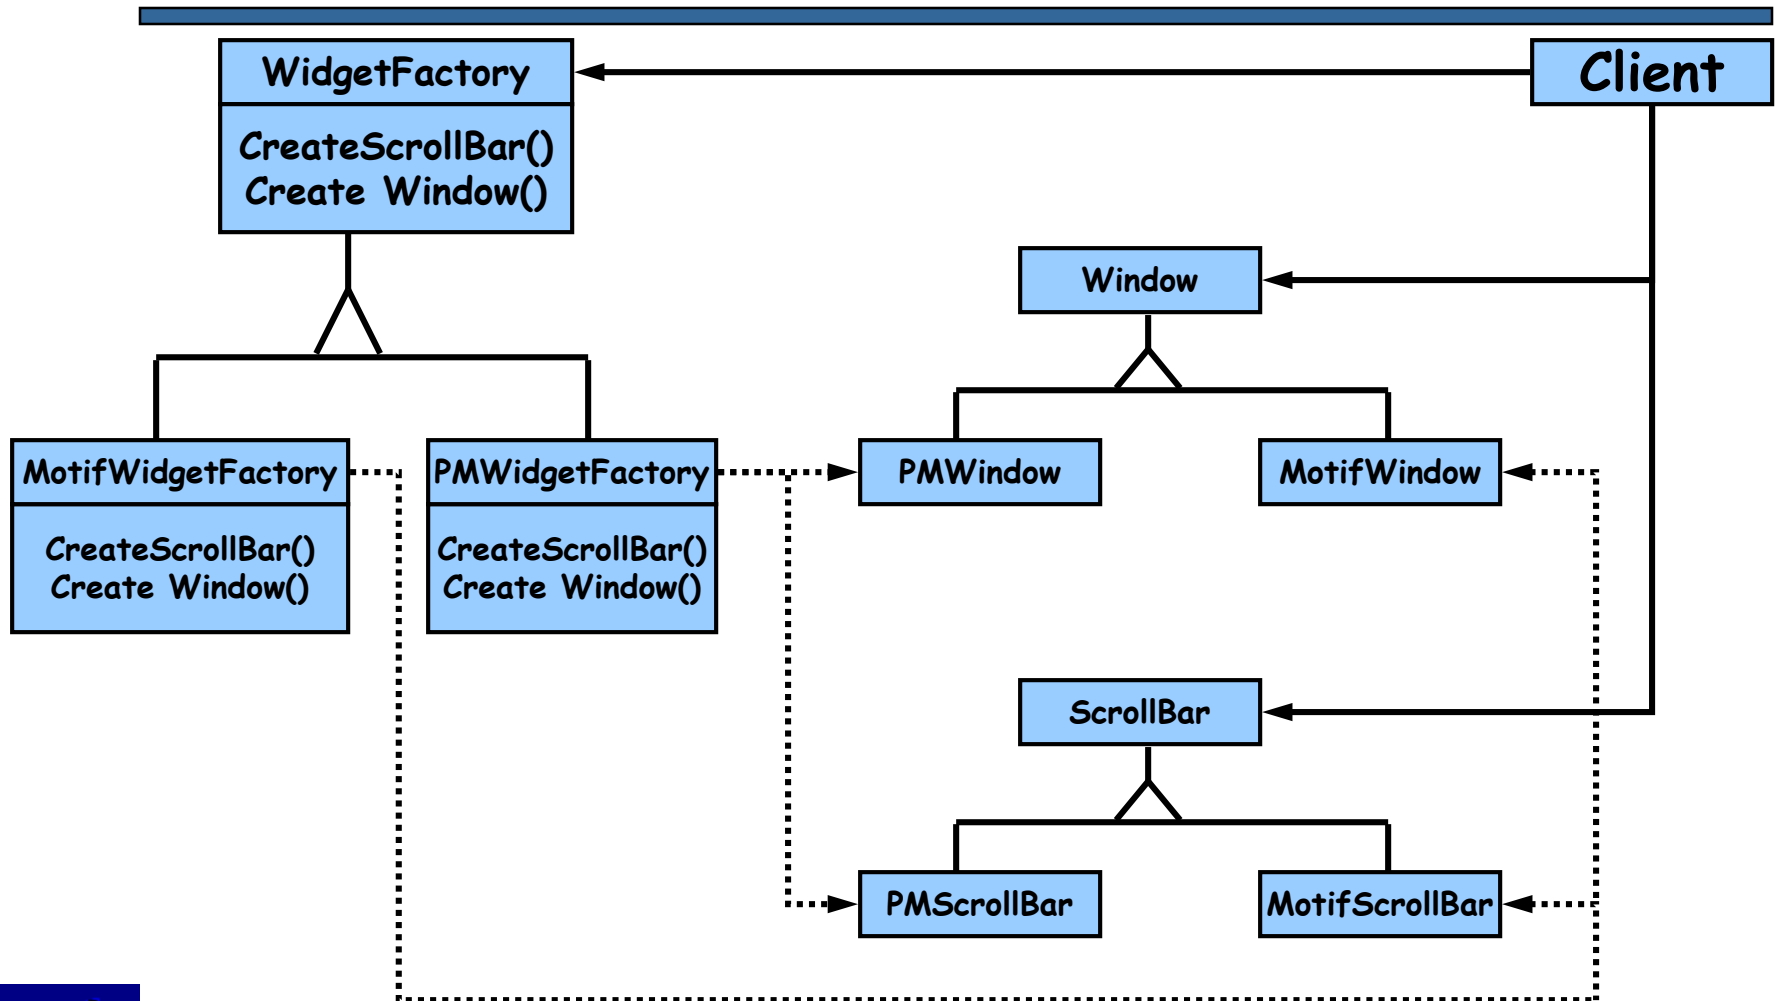 WidgetFactory
Client
CreateScrollBar()
Create Window()
Window
MotifWidgetFactory
PMWidgetFactory
PMWindow
MotifWindow
CreateScrollBar()
Create Window()
CreateScrollBar()
Create Window()
ScrollBar
PMScrollBar
MotifScrollBar